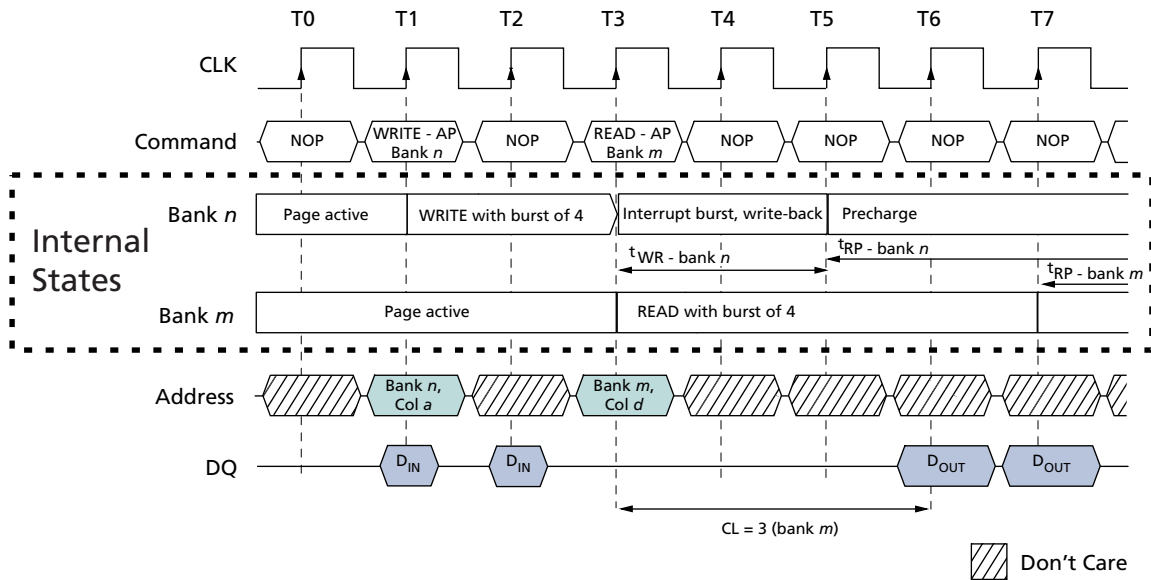 T0 T1 T2 T3 T4 T5 T6 T7
CLK
Command NOP WRITE - AP Bank n NOP READ - AP Bank m NOP NOP NOP NOP
Internal States
Bank n Page active WRITE with burst of 4 Interrupt burst, write-back Precharge
tWR - bank n tRP - bank n
tRP - bank m
Bank m Page active READ with burst of 4
Address Bank n, Col a Bank m, Col d
DQ DIN DIN DOUT DOUT
CL = 3 (bank m)
Don't Care